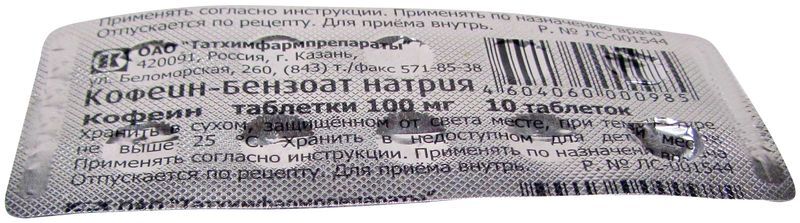 Применять согласно инструкции. Применять по назначению врача
Отпускается по рецепту. Для приёма внутрь. Р. № ЛС-001544
ОАО "Татхимфармпрепараты"
420091, Россия, г. Казань,
ул. Беломорская, 260, (843) т./факс 571-85-38
4604060000985
Кофеин-бензоат натрия
Кофеин таблетки 100 мг 10 таблеток
Хранить в сухом, защищённом от света месте, при температуре
не выше 25 С. Хранить в недоступном для детей месте.
Применять согласно инструкции. Применять по назначению врача
Отпускается по рецепту. Для приёма внутрь. Р. № ЛС-001544
ОАО "Татхимфармпрепараты"